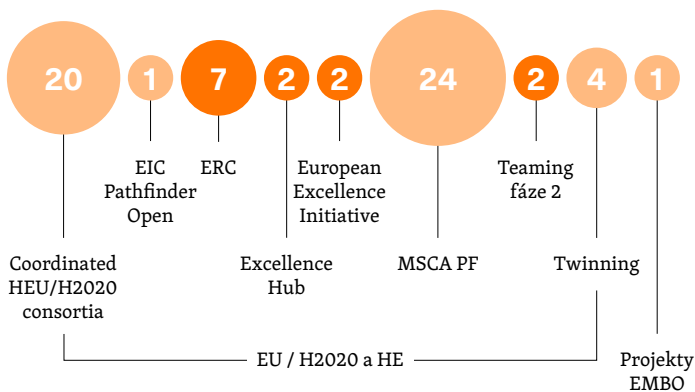 20 1 7 2 2 24 2 4 1
EIC
Pathfinder
Open
ERC
European
Excellence
Initiative
Teaming
fáze 2
Coordinated
HEU/H2020
consortia
Excellence
Hub
MSCA PF
Twinning
EU / H2020 a HE
Projekty
EMBO